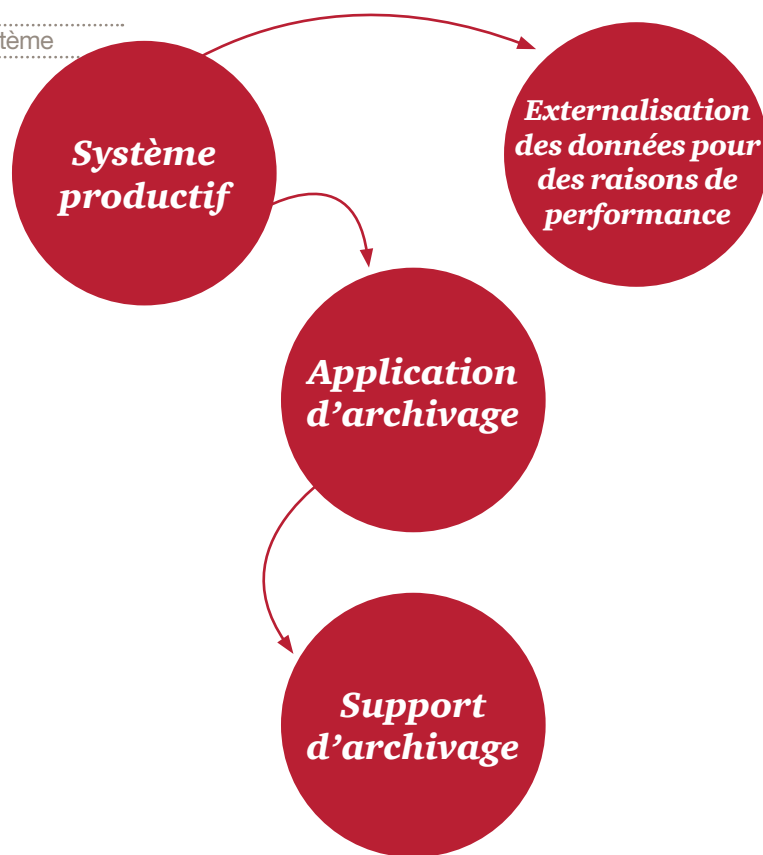 tème
Système
productif
Externalisation
des données pour
des raisons de
performance
Application
d’archivage
Support
d’archivage